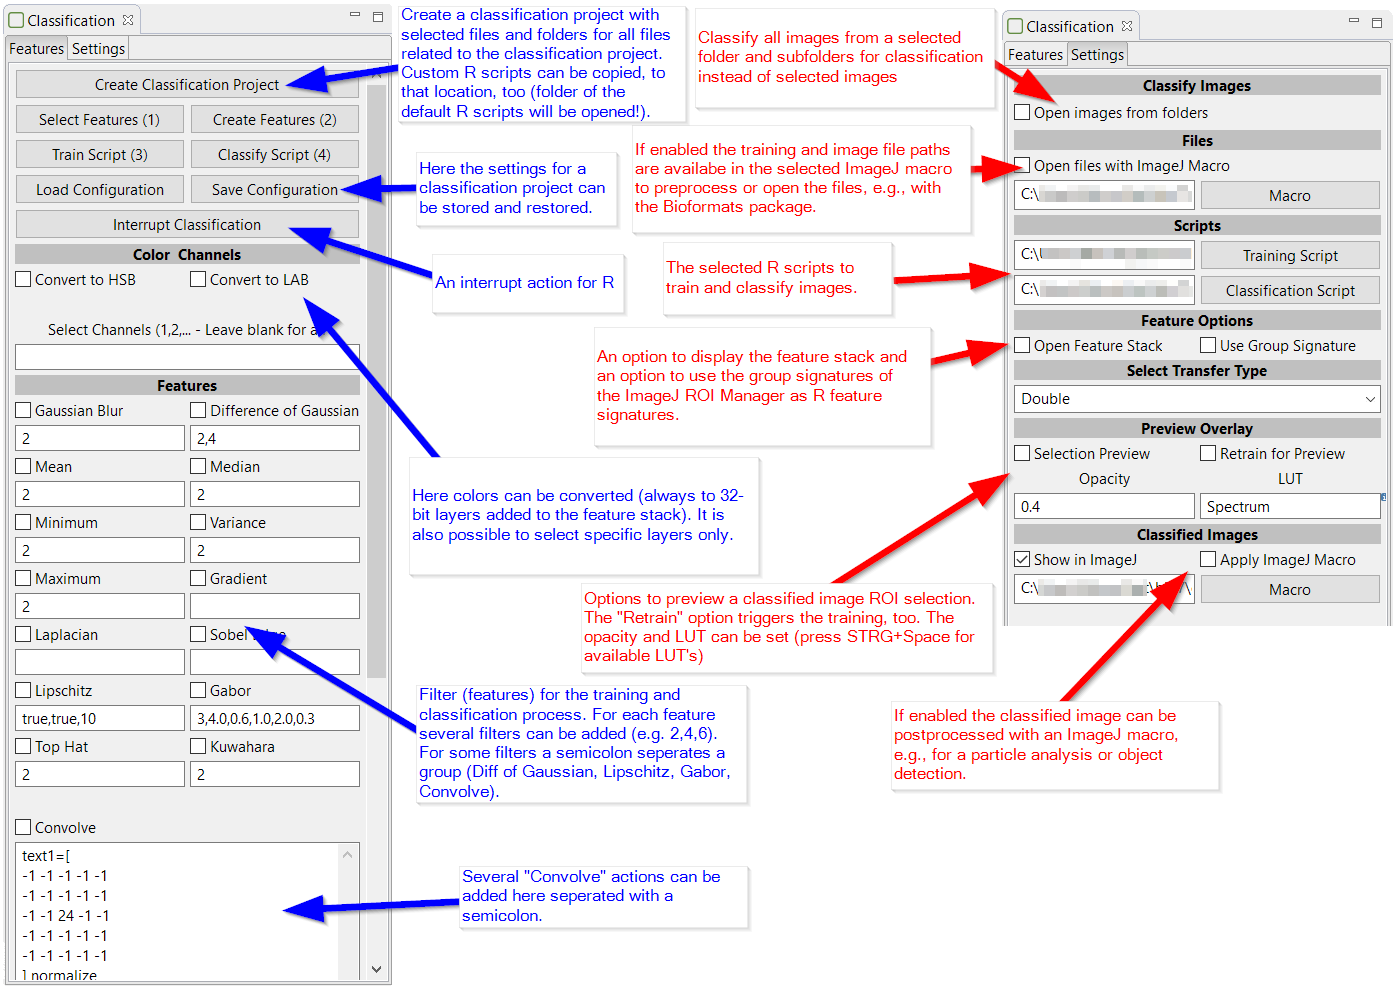 Classification
Features
Settings
Create Classification Project
Select Features (1)
Create Features (2)
Train Script (3)
Classify Script (4)
Load Configuration
Save Configuration
Interrupt Classification
Color Channels
Convert to HSB
Convert to LAB
Select Channels (1,2,... - Leave blank for a
Features
Gaussian Blur
Difference of Gaussian
2
2,4
Mean
Median
2
2
Minimum
Variance
2
2
Maximum
Gradient
2
Laplacian
Sobel
Lipschitz
Gabor
true,true,10
3,4.0,0.6,1.0,2.0,0.3
Top Hat
Kuwahara
2
2
Convolve
text1=[
-1 -1 -1 -1 -1
-1 -1 -1 -1 -1
-1 -1 24 -1 -1
-1 -1 -1 -1 -1
-1 -1 -1 -1 -1
] normalize
Create a classification project with
selected files and folders for all files
related to the classification project.
Custom R scripts can be copied, to
that location, too (folder of the
default R scripts will be opened!).
Here the settings for a
classification project can
be stored and restored.
An interrupt action for R
Here colors can be converted (always to 32-
bit layers added to the feature stack). It is
also possible to select specific layers only.
Filter (features) for the training and
classification process. For each feature
several filters can be added (e.g. 2,4,6).
For some filters a semicolon seperates a
group (Diff of Gaussian, Lipschitz, Gabor,
Convolve).
Several "Convolve" actions can be
added here seperated with a
semicolon.
Classify all images from a selected
folder and subfolders for classification
instead of selected images
If enabled the training and image file paths
are availabe in the selected ImageJ macro
to preprocess or open the files, e.g., with
the Bioformats package.
The selected R scripts to
train and classify images.
An option to display the feature stack and
an option to use the group signatures of
the ImageJ ROI Manager as R feature
signatures.
Options to preview a classified image ROI selection.
The "Retrain" option triggers the training, too. The
opacity and LUT can be set (press STRG+Space for
available LUT's)
If enabled the classified image can be
postprocessed with an ImageJ macro,
e.g., for a particle analysis or object
detection.
Classification
Features
Settings
Classify Images
Open images from folders
Files
Open files with ImageJ Macro
C:\
Macro
Scripts
C:\
Training Script
C:\
Classification Script
Feature Options
Open Feature Stack
Use Group Signature
Select Transfer Type
Double
Preview Overlay
Selection Preview
Retrain for Preview
Opacity
LUT
0.4
Spectrum
Classified Images
Show in ImageJ
Apply ImageJ Macro
C:\
Macro